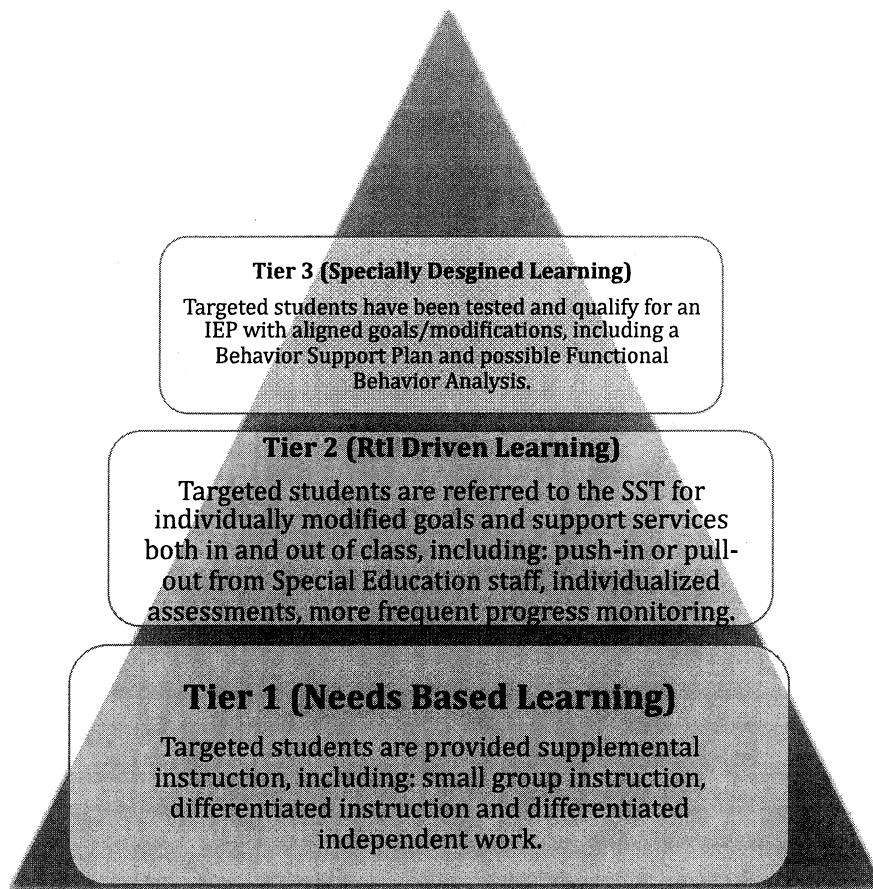 Tier 3 (Specially Desgined Learning)
Targeted students have been tested and qualify for an
IEP with aligned goals/modifications, including a
Behavior Support Plan and possible Functional
Behavior Analysis.
Tier 2 (RtI Driven Learning)
Targeted students are referred to the SST for
individually modified goals and support services
both in and out of class, including: push-in or pull-
out from Special Education staff, individualized
assessments, more frequent progress monitoring.
Tier 1 (Needs Based Learning)
Targeted students are provided supplemental
instruction, including: small group instruction,
differentiated instruction and differentiated
independent work.